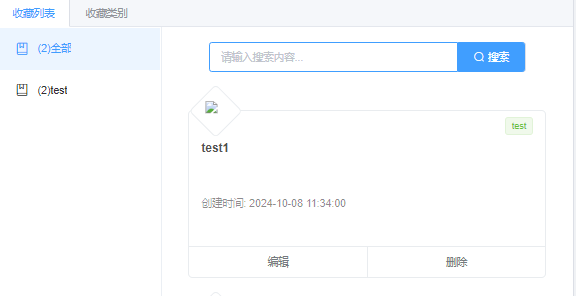 收藏列表 收藏类别
(2)全部
(2)test
请输入搜索内容...
搜索
test
test1
创建时间: 2024-10-08 11:34:00
编辑 删除